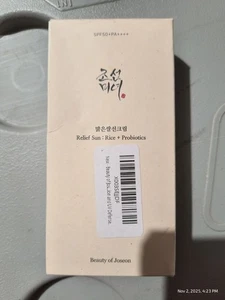 SPF50+ PA++++
조선
미녀
맑은쌀선크림
Relief Sun : Rice + Probiotics
Beauty of Joseon
Nov 2, 2025, 4:23 PM